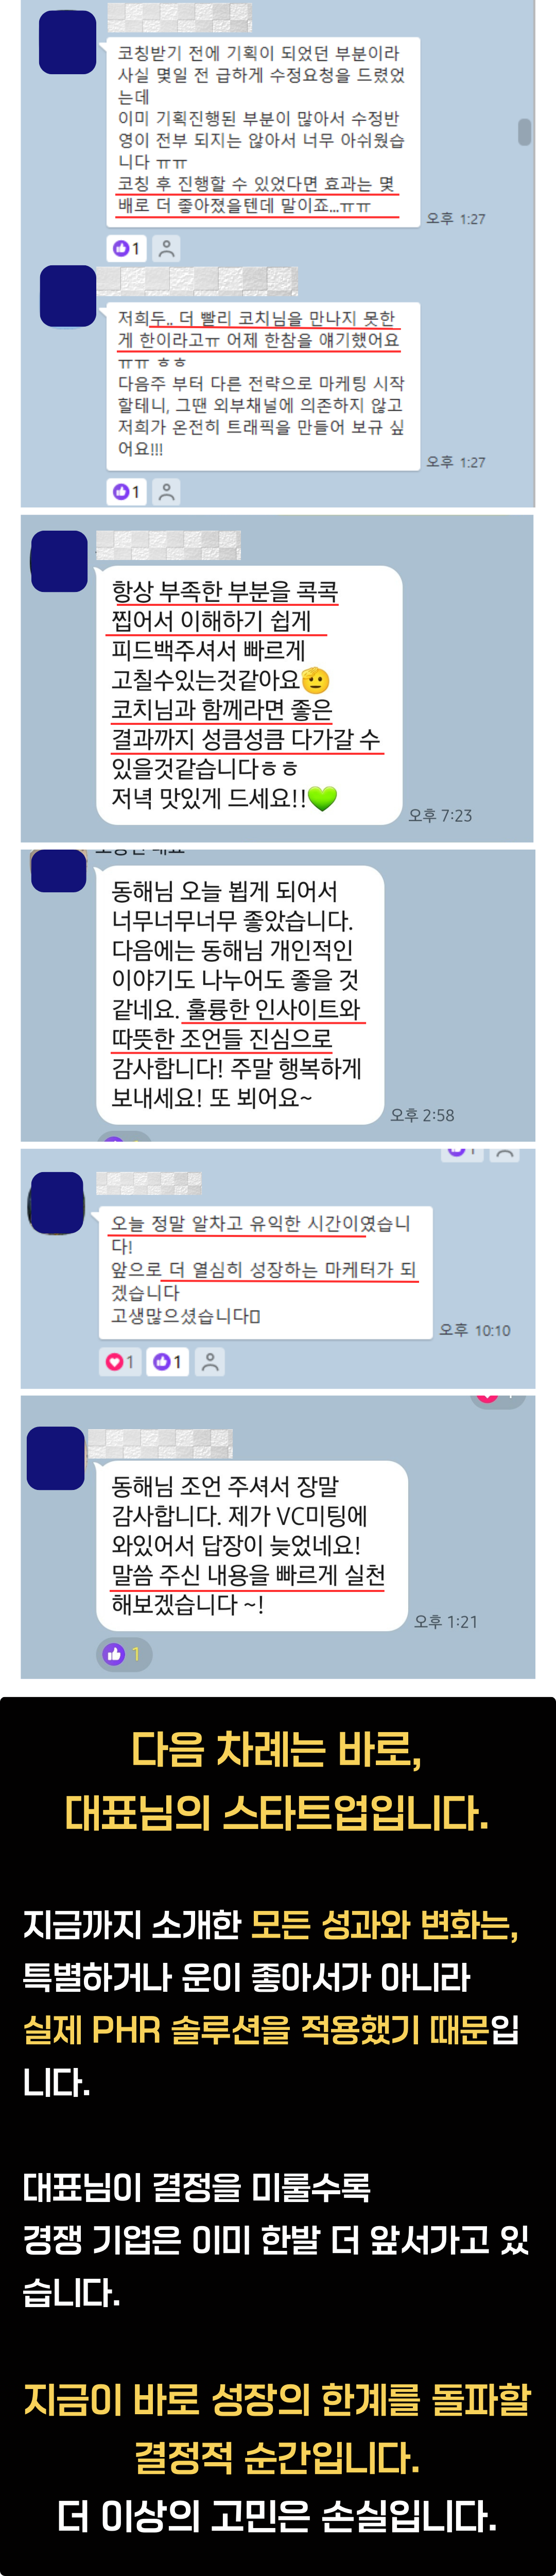 코칭받기 전에 기획이 되었던 부분이라
사실 몇일 전 급하게 수정요청을 드렸었
는데
이미 기획진행된 부분이 많아서 수정반
영이 전부 되지는 않아서 너무 아쉬웠습
니다 ㅠㅠ
코칭 후 진행할 수 있었다면 효과는 몇
배로 더 좋아졌을텐데 말이죠...ㅠㅠ
오후 1:27
1
저희두.. 더 빨리 코치님을 만나지 못한
게 한이라고ㅠ 어제 한참을 얘기했어요
ㅠㅠ ㅎㅎ
다음주 부터 다른 전략으로 마케팅 시작
할테니, 그땐 외부채널에 의존하지 않고
저희가 온전히 트래픽을 만들어 보규 싶
어요!!!
오후 1:27
1
항상 부족한 부분을 콕콕
찝어서 이해하기 쉽게
피드백주셔서 빠르게
고칠수있는것같아요🫡
코치님과 함께라면 좋은
결과까지 성큼성큼 다가갈 수
있을것같습니다ㅎㅎ
저녁 맛있게 드세요!!💚
오후 7:23
동해님 오늘 뵙게 되어서
너무너무너무 좋았습니다.
다음에는 동해님 개인적인
이야기도 나누어도 좋을 것
같네요. 훌륭한 인사이트와
따뜻한 조언들 진심으로
감사합니다! 주말 행복하게
보내세요! 또 뵈어요~
오후 2:58
오늘 정말 알차고 유익한 시간이였습니
다!
앞으로 더 열심히 성장하는 마케터가 되
겠습니다
고생많으셨습니다
오후 10:10
1 1
동해님 조언 주셔서 장말
감사합니다. 제가 VC미팅에
와있어서 답장이 늦었네요!
말씀 주신 내용을 빠르게 실천
해보겠습니다 ~!
오후 1:21
1
다음 차례는 바로,
대표님의 스타트업입니다.
지금까지 소개한 모든 성과와 변화는,
특별하거나 운이 좋아서가 아니라
실제 PHR 솔루션을 적용했기 때문입
니다.
대표님이 결정을 미룰수록
경쟁 기업은 이미 한발 더 앞서가고 있
습니다.
지금이 바로 성장의 한계를 돌파할
결정적 순간입니다.
더 이상의 고민은 손실입니다.